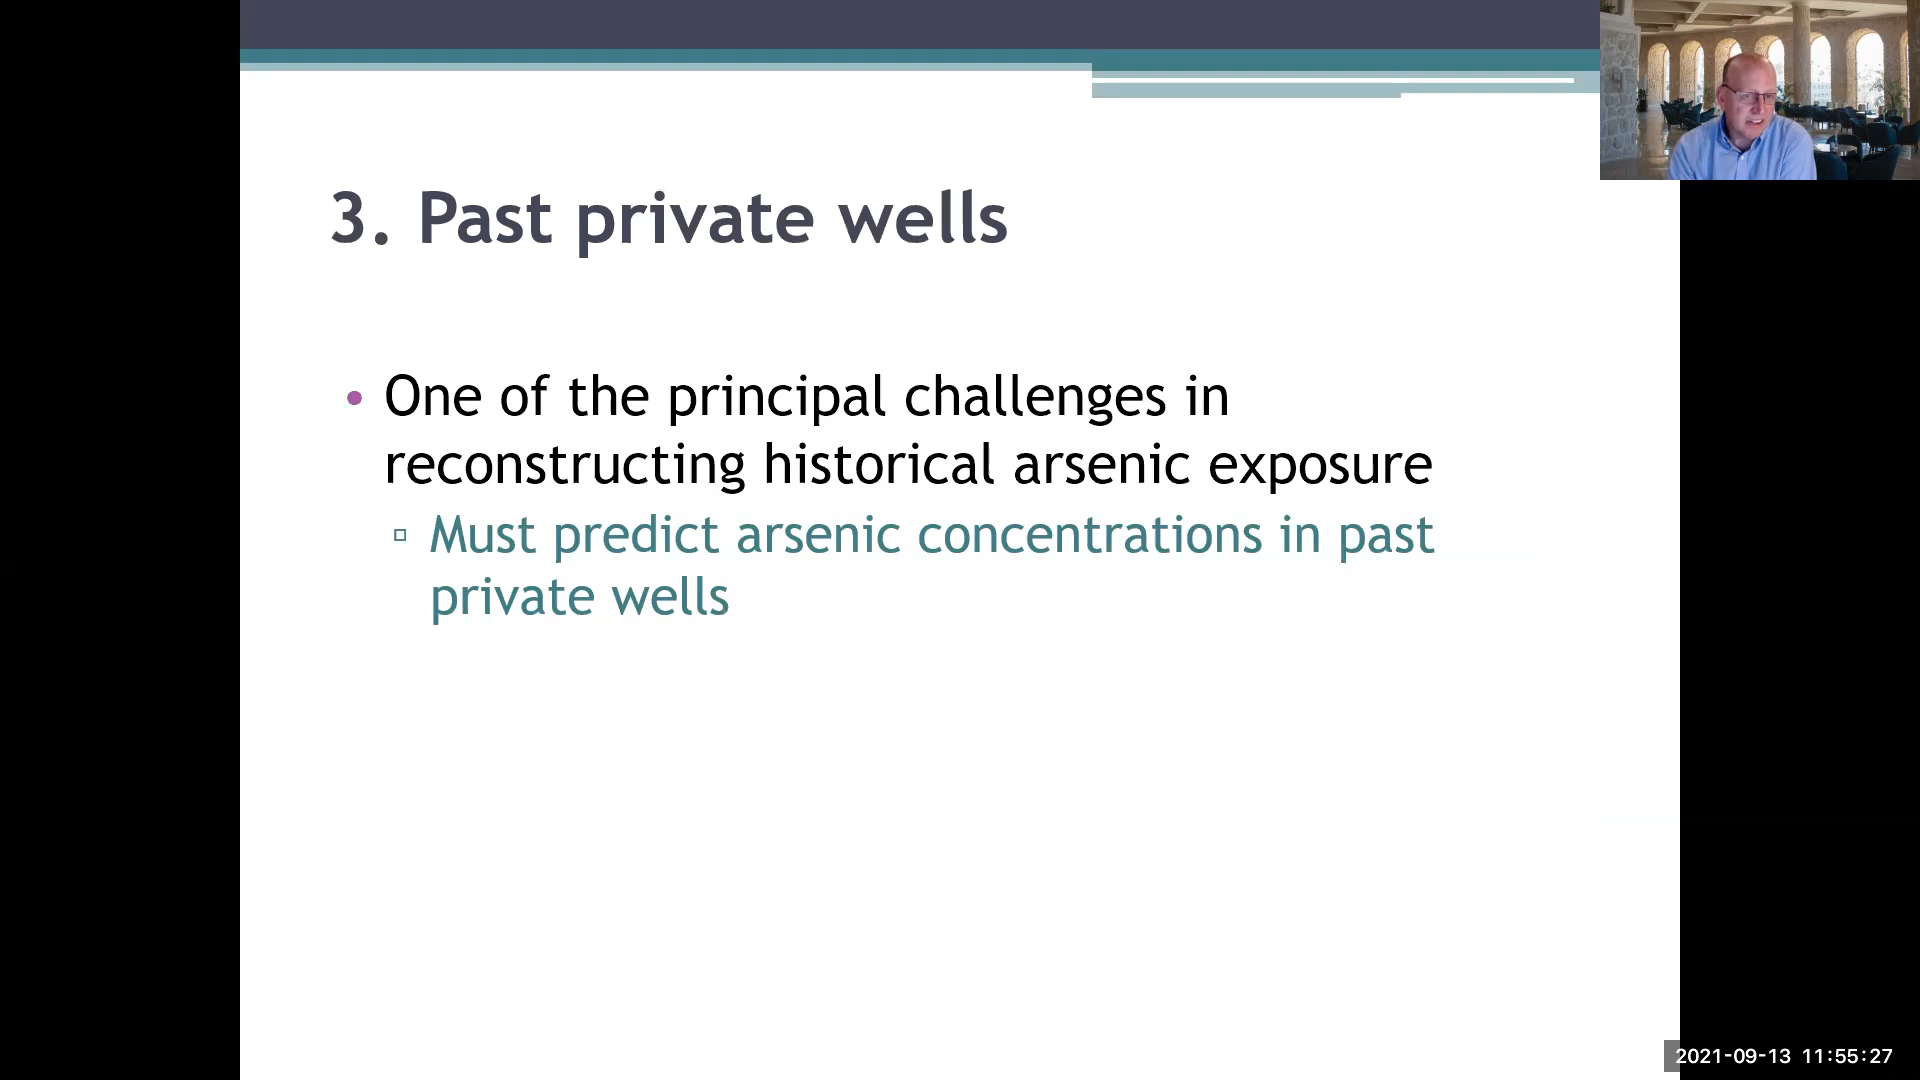 3. Past private wells
• One of the principal challenges in
reconstructing historical arsenic exposure
▫ Must predict arsenic concentrations in past
private wells
2021-09-13 11:55:27